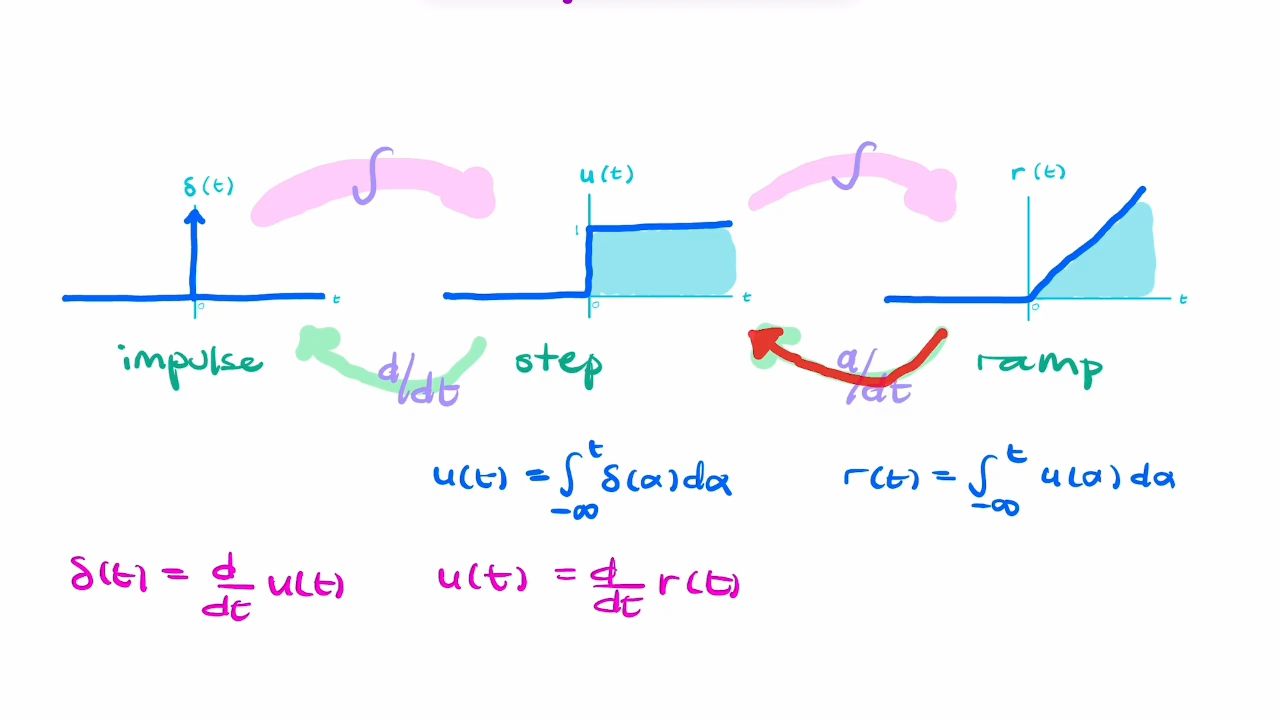 δ(t)
∫
u(t)
∫
r(t)
1
0
t
0
t
0
t
impulse
d/dt
step
d/dt
ramp
u(t) = ∫_{-∞}^{t} δ(α)dα
r(t) = ∫_{-∞}^{t} u(α)dα
δ(t) = d/dt u(t)
u(t) = d/dt r(t)